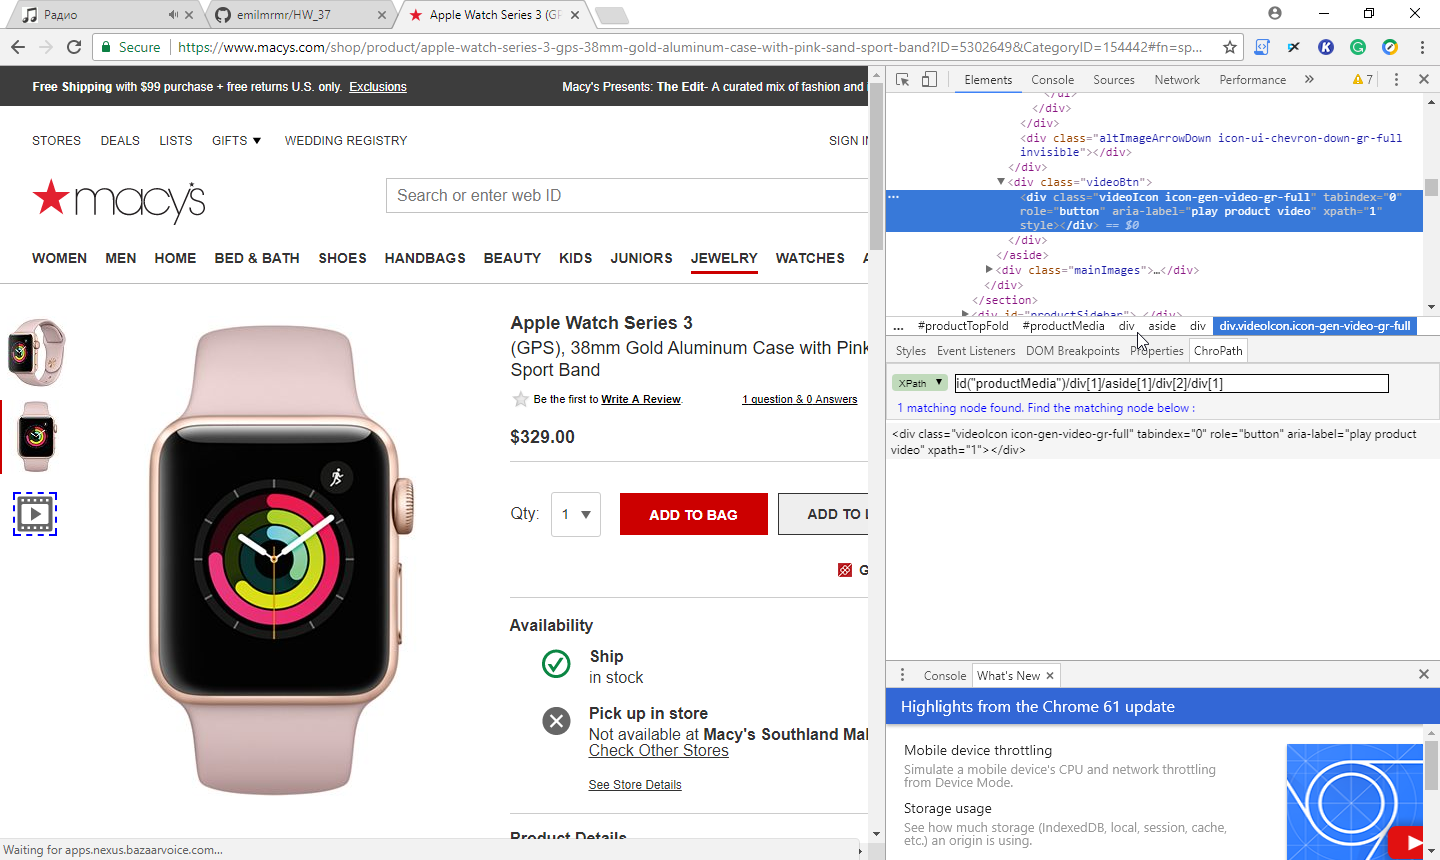 Радио
emilmrmr/HW_37
Apple Watch Series 3 (GP
Secure
https://www.macys.com/shop/product/apple-watch-series-3-gps-38mm-gold-aluminum-case-with-pink-sand-sport-band?ID=5302649&CategoryID=154442#fn=sp...
Free Shipping with $99 purchase + free returns U.S. only. Exclusions
Macy's Presents: The Edit- A curated mix of fashion and
STORES DEALS LISTS GIFTS ▼ WEDDING REGISTRY
SIGN IN
macy's
Search or enter web ID
WOMEN MEN HOME BED & BATH SHOES HANDBAGS BEAUTY KIDS JUNIORS JEWELRY WATCHES A
Apple Watch Series 3
(GPS), 38mm Gold Aluminum Case with Pink
Sport Band
Be the first to Write A Review.
1 question & 0 Answers
$329.00
Qty: 1 ▼
ADD TO BAG
ADD TO L
G
Availability
Ship
in stock
Pick up in store
Not available at Macy's Southland Mal
Check Other Stores
See Store Details
Product Details
Waiting for apps.nexus.bazaarvoice.com...
Elements Console Sources Network Performance » 7
</ul>
</div>
</div>
<div class="altImageArrowDown icon-ui-chevron-down-gr-full
invisible"></div>
</div>
▼<div class="videoBtn">
... <div class="videoIcon icon-gen-video-gr-full" tabindex="0"
role="button" aria-label="play product video" xpath="1"
style></div> == $0
</div>
</aside>
▶<div class="mainImages">…</div>
</div>
</section>
▶<div id="productSidebar">…</div>
... #productTopFold #productMedia div aside div div.videoIcon.icon-gen-video-gr-full
Styles Event Listeners DOM Breakpoints Properties ChroPath
XPath ▼
id("productMedia")/div[1]/aside[1]/div[2]/div[1]
1 matching node found. Find the matching node below :
<div class="videoIcon icon-gen-video-gr-full" tabindex="0" role="button" aria-label="play product
video" xpath="1"></div>
Console What's New ×
Highlights from the Chrome 61 update
Mobile device throttling
Simulate a mobile device's CPU and network throttling
from Device Mode.
Storage usage
See how much storage (IndexedDB, local, session, cache,
etc.) an origin is using.